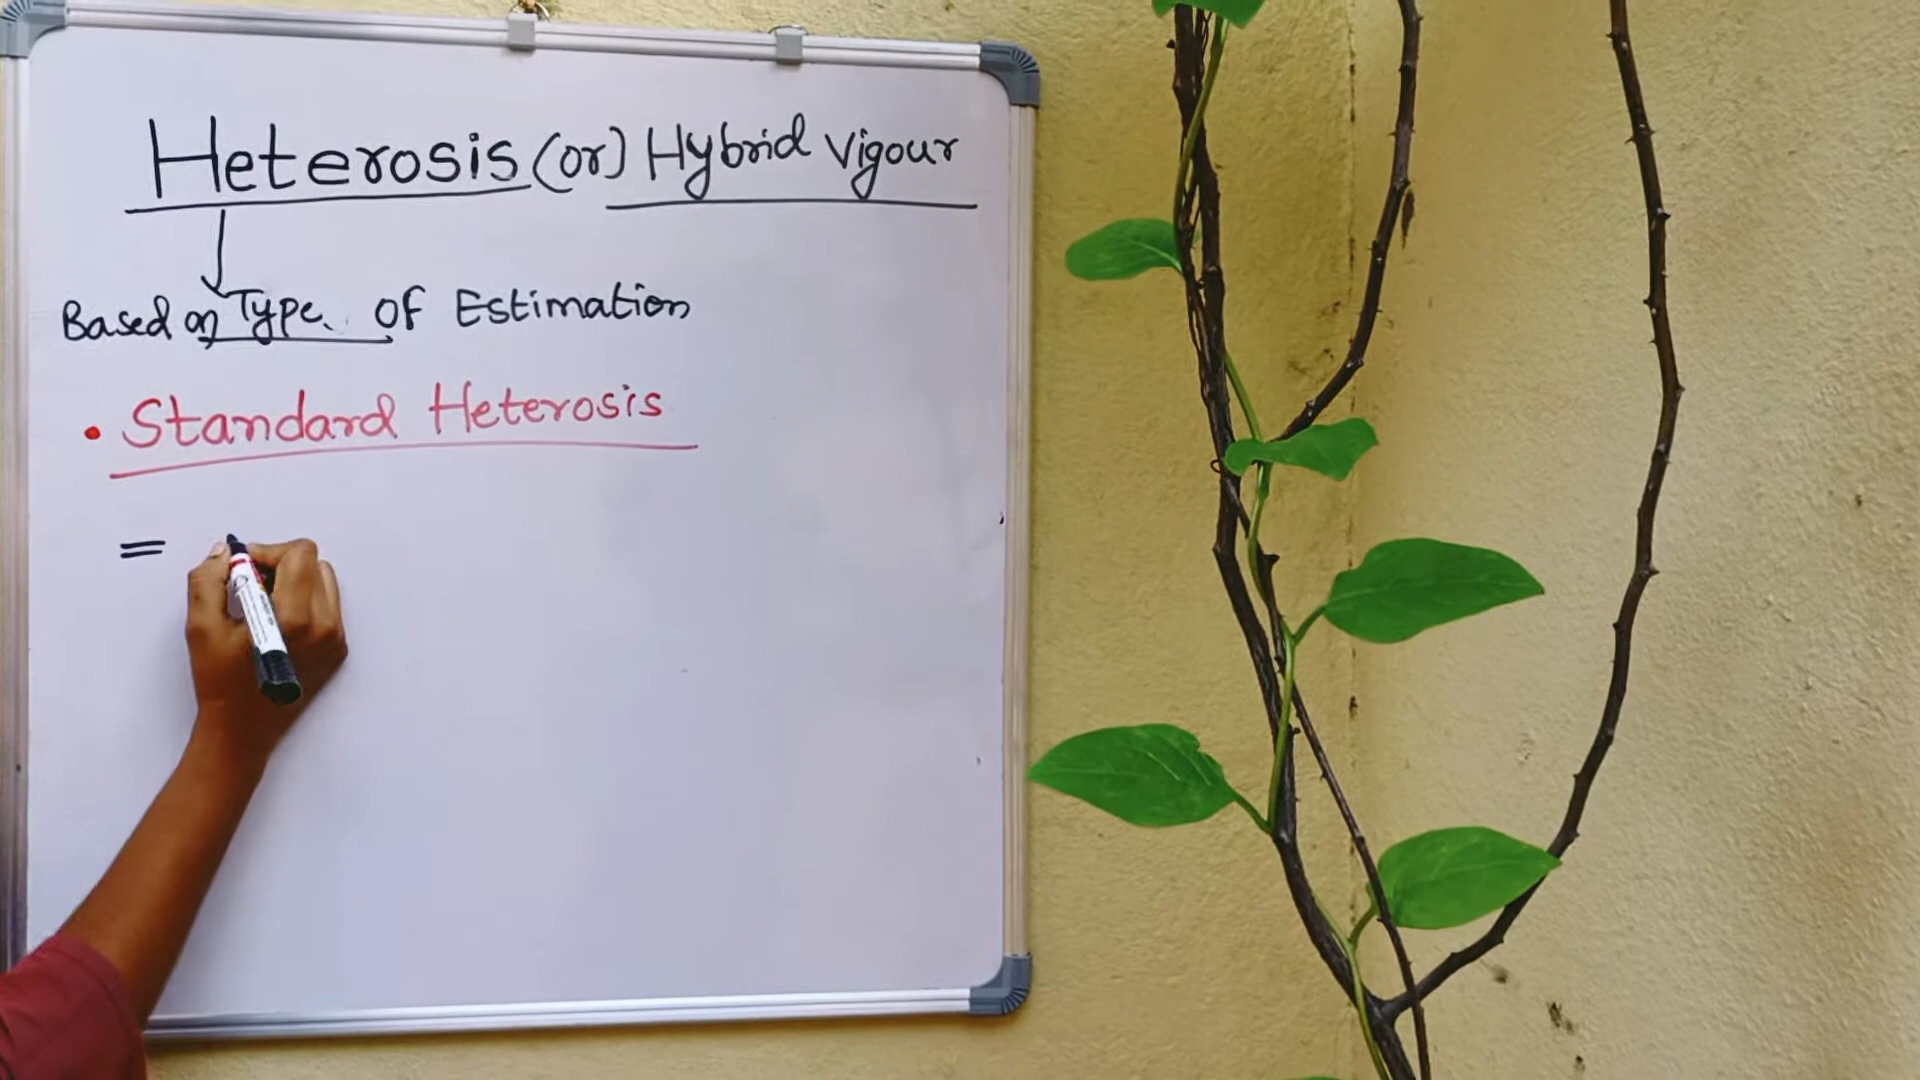 Heterosis (or) Hybrid Vigour
Based on Type of Estimation
• Standard Heterosis
=